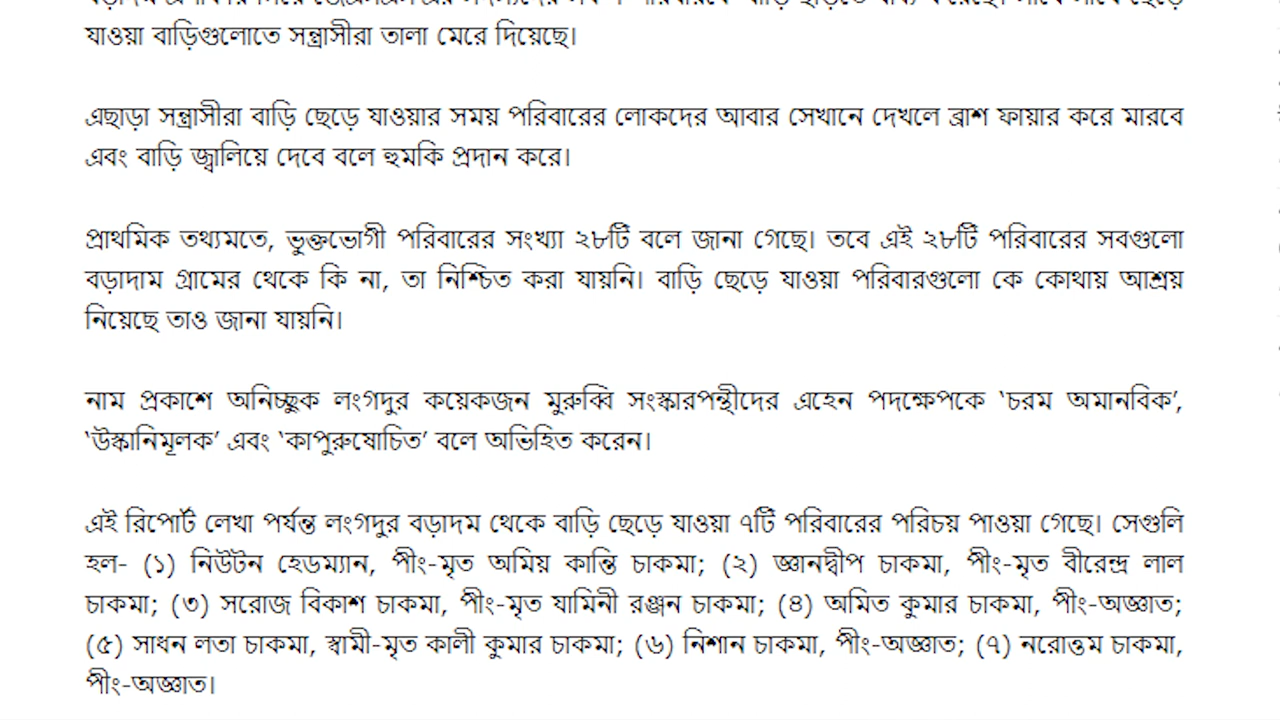 যাওয়া বাড়িগুলোতে সন্ত্রাসীরা তালা মেরে দিয়েছে।
এছাড়া সন্ত্রাসীরা বাড়ি ছেড়ে যাওয়ার সময় পরিবারের লোকদের আবার সেখানে দেখলে ব্রাশ ফায়ার করে মারবে
এবং বাড়ি জ্বালিয়ে দেবে বলে হুমকি প্রদান করে।
প্রাথমিক তথ্যমতে, ভুক্তভোগী পরিবারের সংখ্যা ২৮টি বলে জানা গেছে। তবে এই ২৮টি পরিবারের সবগুলো
বড়াদাম গ্রামের থেকে কি না, তা নিশ্চিত করা যায়নি। বাড়ি ছেড়ে যাওয়া পরিবারগুলো কে কোথায় আশ্রয়
নিয়েছে তাও জানা যায়নি।
নাম প্রকাশে অনিচ্ছুক লংগদুর কয়েকজন মুরুব্বি সংস্কারপন্থীদের এহেন পদক্ষেপকে ‘চরম অমানবিক’,
‘উস্কানিমূলক’ এবং ‘কাপুরুষোচিত’ বলে অভিহিত করেন।
এই রিপোর্ট লেখা পর্যন্ত লংগদুর বড়াদম থেকে বাড়ি ছেড়ে যাওয়া ৭টি পরিবারের পরিচয় পাওয়া গেছে। সেগুলি
হল- (১) নিউটন হেডম্যান, পীং-মৃত অমিয় কান্তি চাকমা; (২) জ্ঞানদ্বীপ চাকমা, পীং-মৃত বীরেন্দ্র লাল
চাকমা; (৩) সরোজ বিকাশ চাকমা, পীং-মৃত যামিনী রঞ্জন চাকমা; (৪) অমিত কুমার চাকমা, পীং-অজ্ঞাত;
(৫) সাধন লতা চাকমা, স্বামী-মৃত কালী কুমার চাকমা; (৬) নিশান চাকমা, পীং-অজ্ঞাত; (৭) নরোত্তম চাকমা,
পীং-অজ্ঞাত।